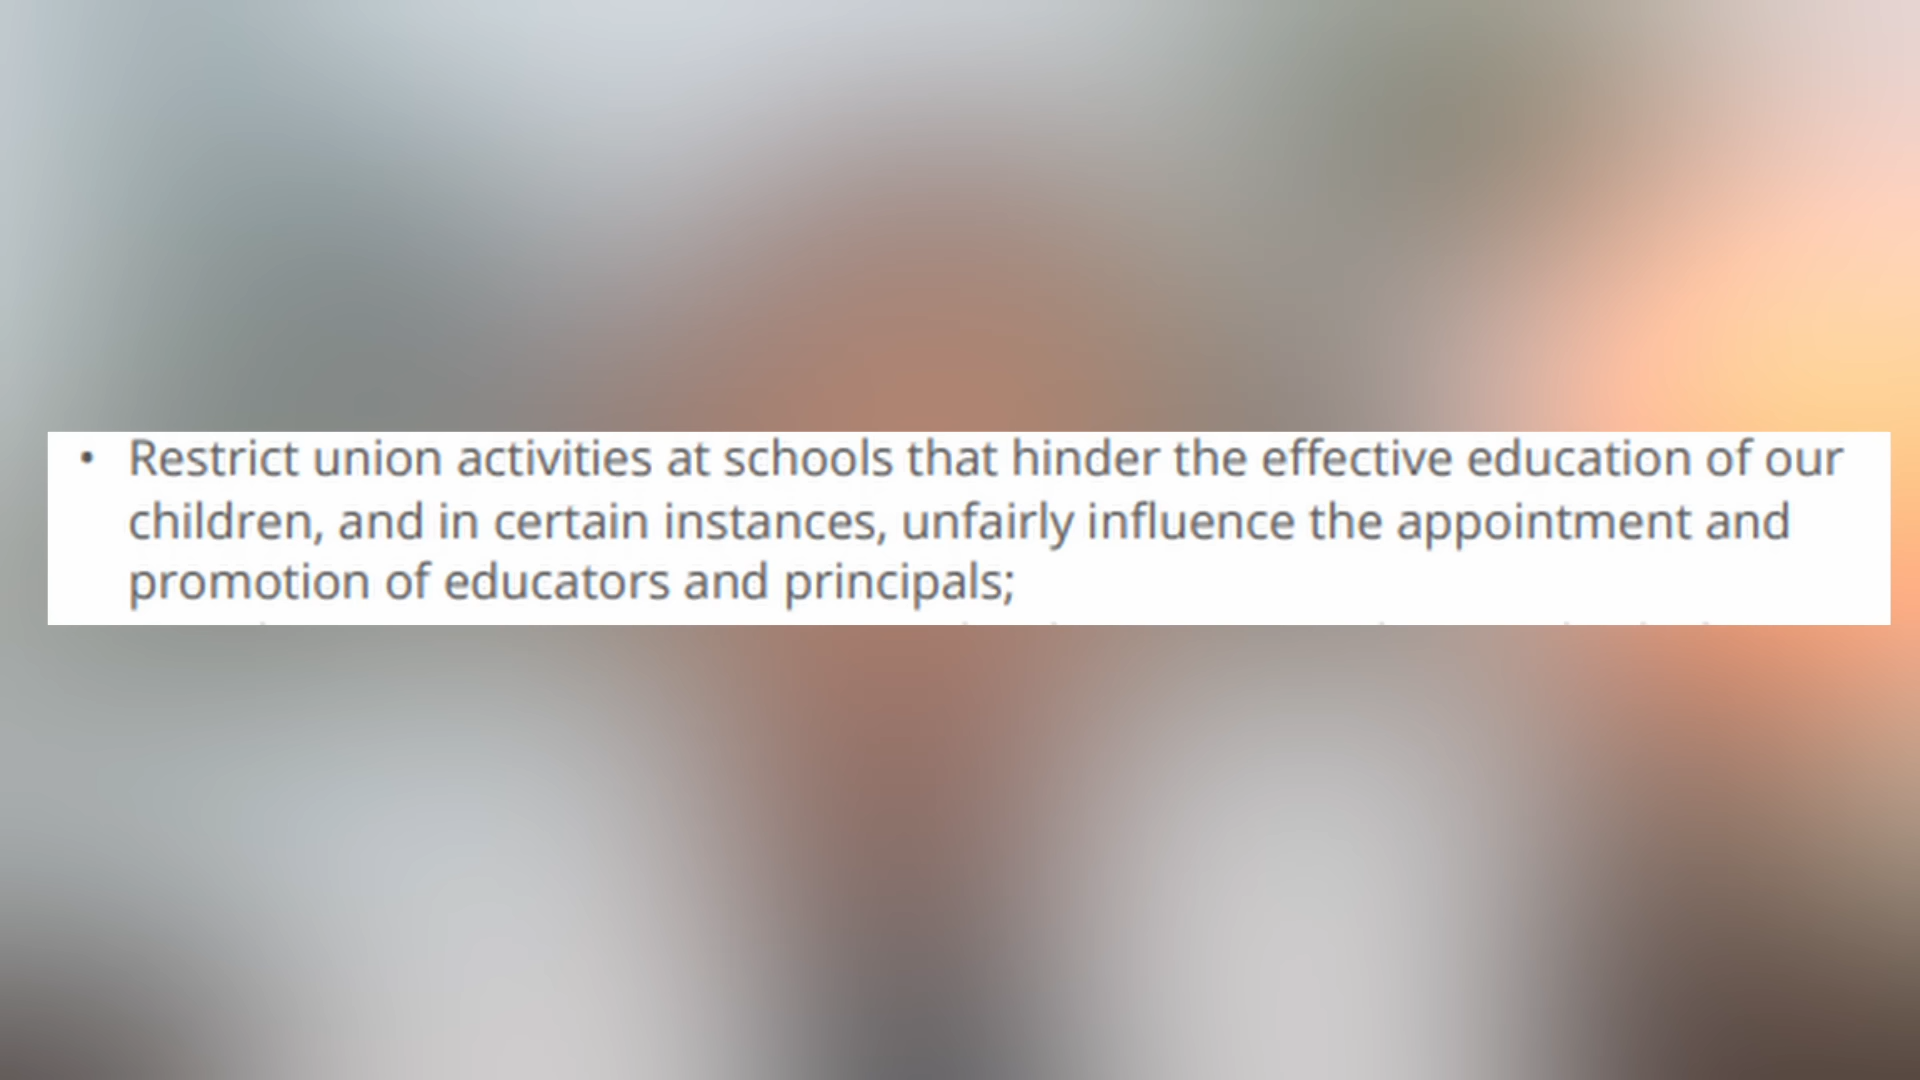 • Restrict union activities at schools that hinder the effective education of our
children, and in certain instances, unfairly influence the appointment and
promotion of educators and principals;